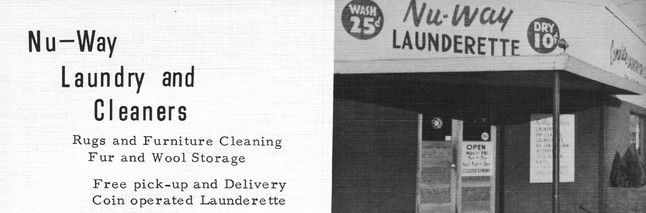 Nu-Way
Laundry and
Cleaners
Rugs and Furniture Cleaning
Fur and Wool Storage
Free pick-up and Delivery
Coin operated Launderette
WASH
25¢
Nu-Way
LAUNDERETTE
DRY
10¢
OPEN